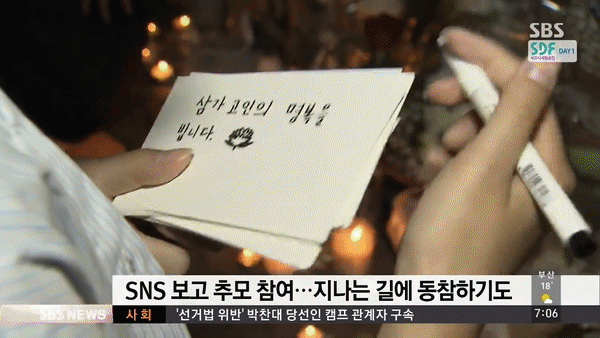 SBS
SDF DAY 1
삼가 고인의 명복을
빕니다.
SNS 보고 추모 참여…지나는 길에 동참하기도
SBS NEWS
사 회
'선거법 위반' 박찬대 당선인 캠프 관계자 구속
부산
18°
7:06